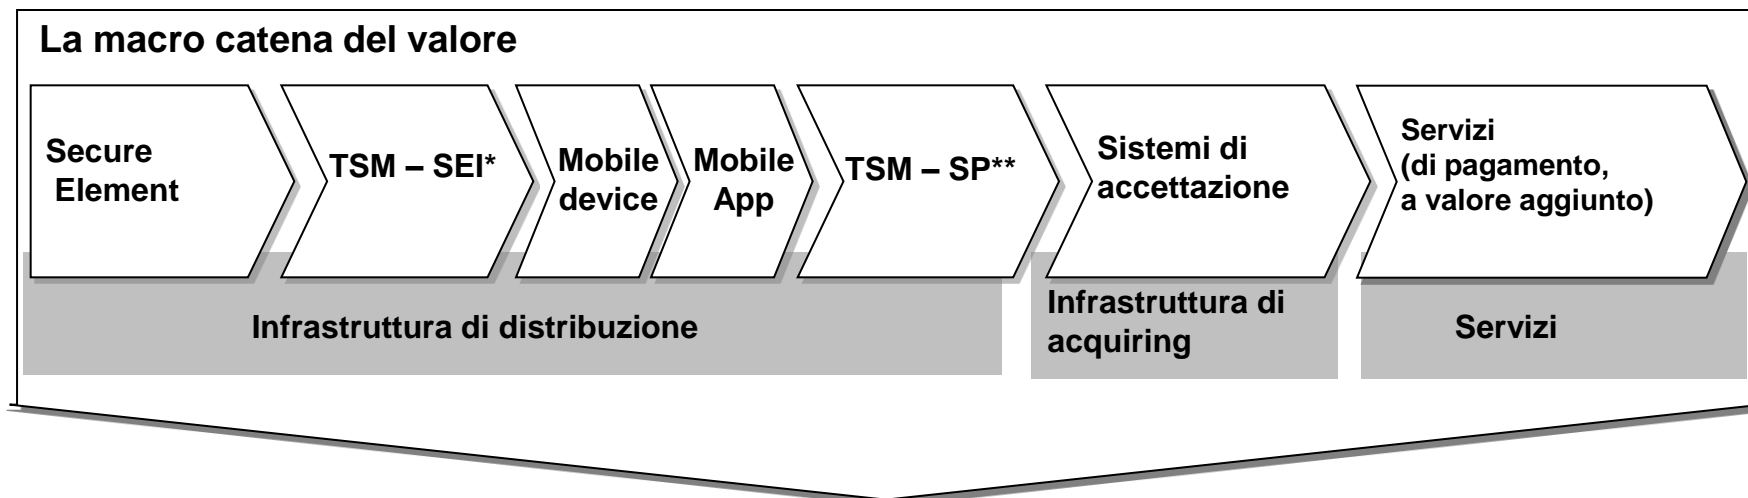 La macro catena del valore
Secure
Element
TSM – SEI*
Mobile
device
Mobile
App
TSM – SP**
Sistemi di
accettazione
Servizi
(di pagamento,
a valore aggiunto)
Infrastruttura di distribuzione
Infrastruttura di
acquiring
Servizi